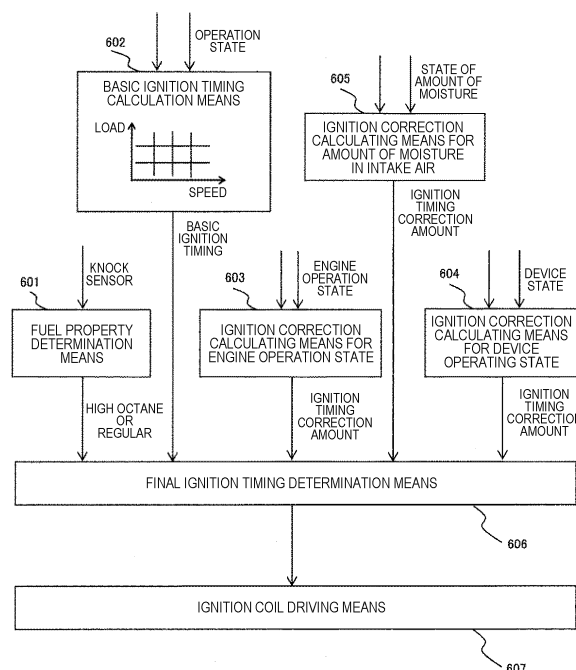 602
OPERATION
STATE
BASIC IGNITION TIMING
CALCULATION MEANS
LOAD
SPEED
605
STATE OF
AMOUNT OF
MOISTURE
IGNITION CORRECTION
CALCULATING MEANS FOR
AMOUNT OF MOISTURE
IN INTAKE AIR
BASIC
IGNITION
TIMING
IGNITION
TIMING
CORRECTION
AMOUNT
601
KNOCK
SENSOR
FUEL PROPERTY
DETERMINATION
MEANS
603
ENGINE
OPERATION
STATE
IGNITION CORRECTION
CALCULATING MEANS FOR
ENGINE OPERATION STATE
604
DEVICE
STATE
IGNITION CORRECTION
CALCULATING MEANS
FOR DEVICE
OPERATING STATE
HIGH OCTANE
OR
REGULAR
IGNITION
TIMING
CORRECTION
AMOUNT
IGNITION
TIMING
CORRECTION
AMOUNT
FINAL IGNITION TIMING DETERMINATION MEANS
606
IGNITION COIL DRIVING MEANS
607